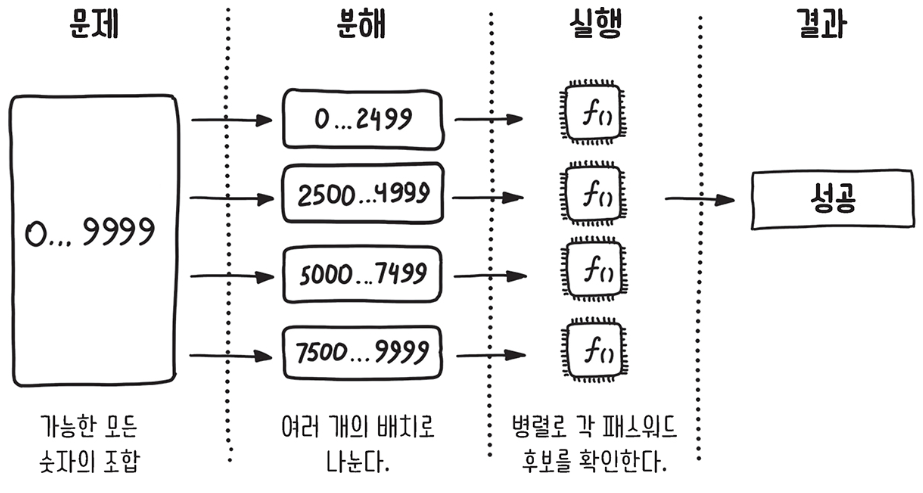 문제
분해
실행
결과
0... 9999
0...2499
2500...4999
5000...7499
7500...9999
f()
f()
f()
f()
성공
가능한 모든
숫자의 조합
여러 개의 배치로
나눈다.
병렬로 각 패스워드
후보를 확인한다.